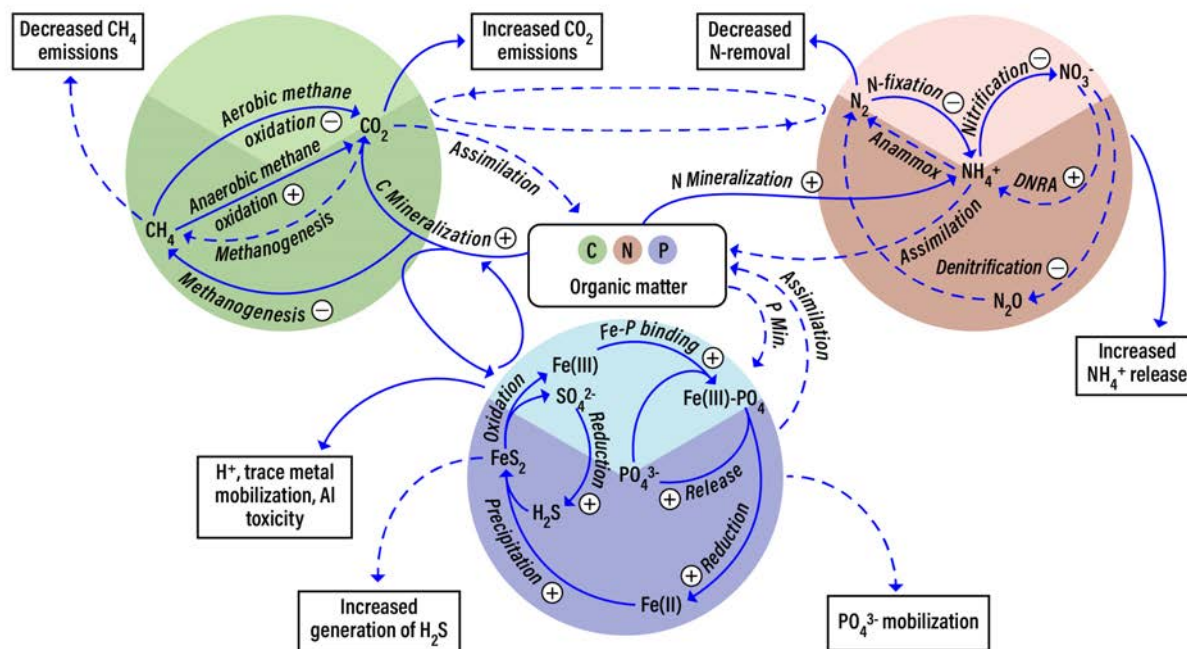 Decreased CH₄
emissions
Increased CO₂
emissions
Decreased
N-removal
Aerobic methane
oxidation −
CO₂
Anaerobic methane
oxidation +
CH₄
Methanogenesis
C Mineralization +
Methanogenesis −
Assimilation
N₂
N-fixation −
Nitrification −
NO₃⁻
Anammox
NH₄⁺
DNRA +
N Mineralization +
Assimilation
Denitrification −
N₂O
C N P
Organic matter
P Min.
Assimilation
Increased
NH₄⁺ release
Fe-P binding +
Fe(III)
SO₄²⁻
Oxidation
Reduction +
Fe(III)-PO₄
FeS₂
PO₄³⁻
Release +
H₂S
Precipitation +
Reduction +
Fe(II)
H⁺, trace metal
mobilization, Al
toxicity
Increased
generation of H₂S
PO₄³⁻ mobilization